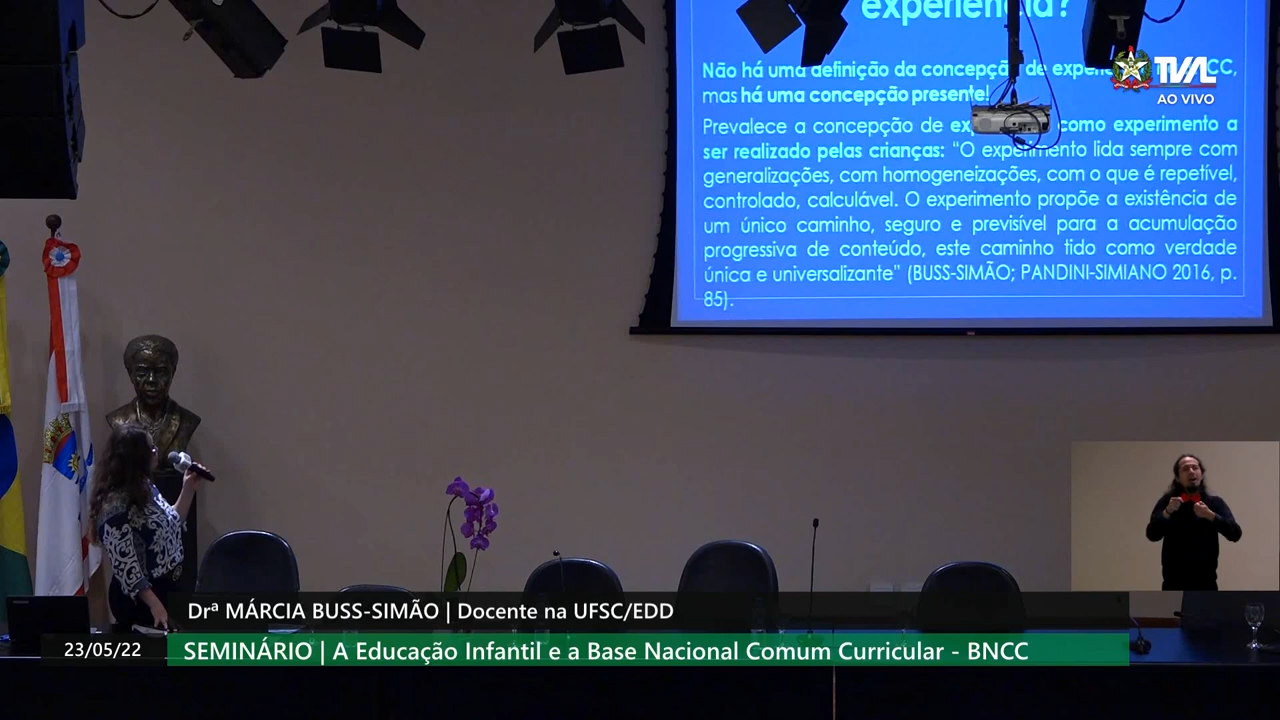 experiência?
Não há uma definição da concepção de
TVAL
AO VIVO
mas há uma concepção presente!
Prevalece a concepção de como experimento a
ser realizado pelas crianças: “O experimento lida sempre com
generalizações, com homogeneizações, com o que é repetível,
controlado, calculável. O experimento propõe a existência de
um único caminho, seguro e previsível para a acumulação
progressiva de conteúdo, este caminho tido como verdade
única e universalizante” (BUSS-SIMÃO; PANDINI-SIMIANO 2016, p.
85).
Drª MÁRCIA BUSS-SIMÃO | Docente na UFSC/EDD
23/05/22
SEMINÁRIO | A Educação Infantil e a Base Nacional Comum Curricular - BNCC